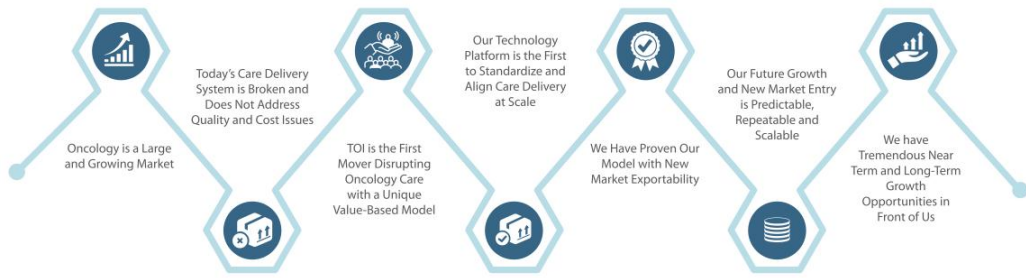 Oncology is a Large
and Growing Market
Today's Care Delivery
System is Broken and
Does Not Address
Quality and Cost Issues
TOI is the First
Mover Disrupting
Oncology Care
with a Unique
Value-Based Model
Our Technology
Platform is the First
to Standardize and
Align Care Delivery
at Scale
We Have Proven Our
Model with New
Market Exportability
Our Future Growth
and New Market Entry
is Predictable,
Repeatable and
Scalable
We have
Tremendous Near
Term and Long-Term
Growth
Opportunities in
Front of Us